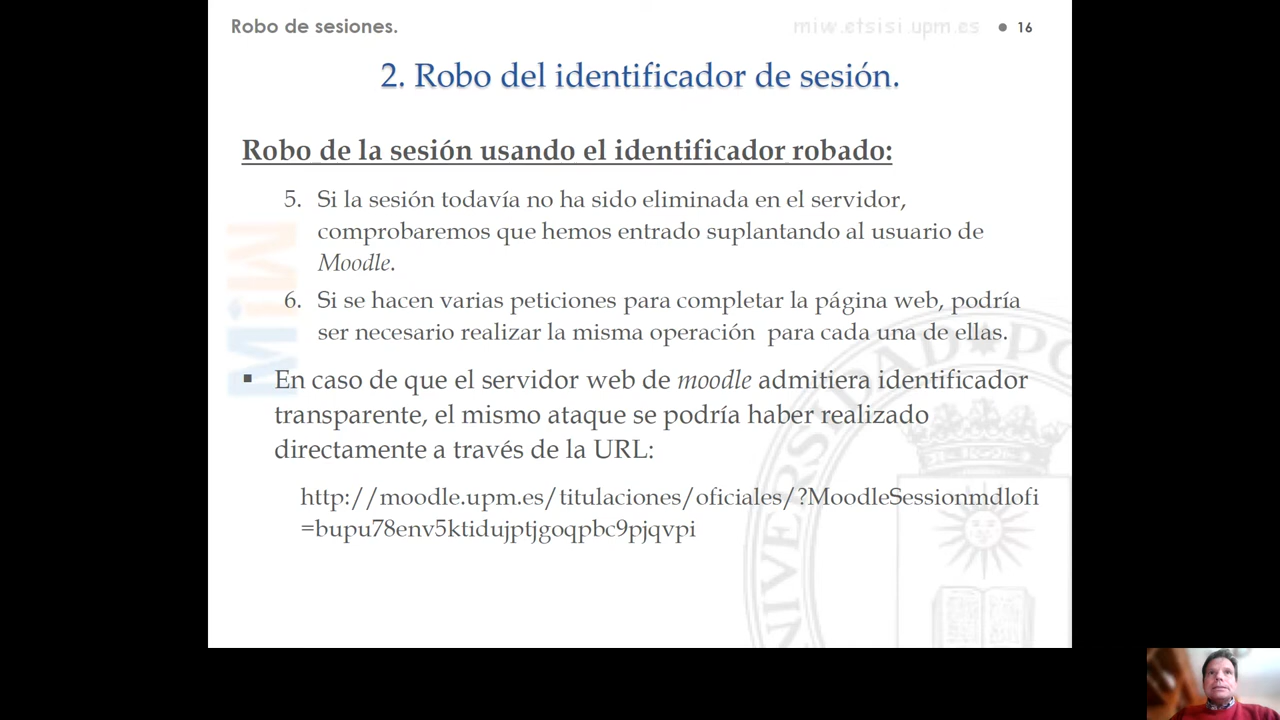 Robo de sesiones.
miw.etsisi.upm.es
16
2. Robo del identificador de sesión.
Robo de la sesión usando el identificador robado:
5. Si la sesión todavía no ha sido eliminada en el servidor,
comprobaremos que hemos entrado suplantando al usuario de
Moodle.
6. Si se hacen varias peticiones para completar la página web, podría
ser necesario realizar la misma operación para cada una de ellas.
▪ En caso de que el servidor web de moodle admitiera identificador
transparente, el mismo ataque se podría haber realizado
directamente a través de la URL:
http://moodle.upm.es/titulaciones/oficiales/?MoodleSessionmdlofi
=bupu78env5ktidujptjgoqpbc9pjqvpi
MiW
UNIVERSIDAD PO